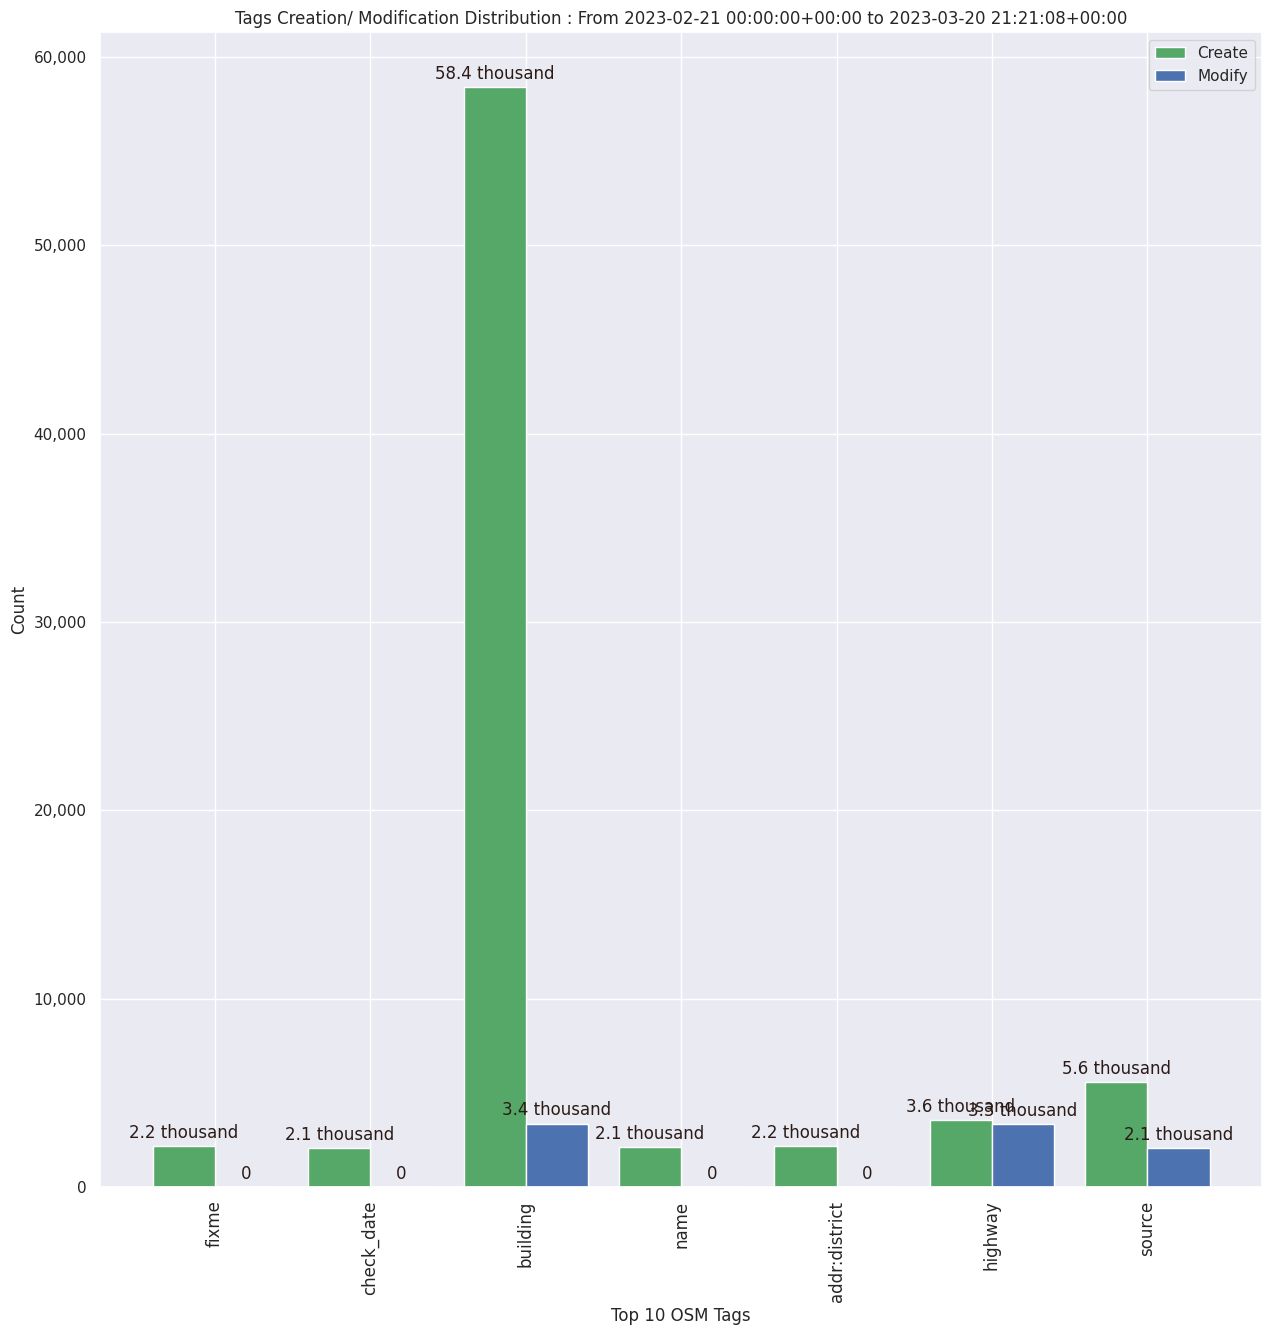 Tags Creation/ Modification Distribution : From 2023-02-21 00:00:00+00:00 to 2023-03-20 21:21:08+00:00
Create
Modify
60,000
50,000
40,000
30,000
20,000
10,000
0
Count
58.4 thousand
5.6 thousand
3.4 thousand
3.6 thousand
3.3 thousand
2.2 thousand
2.1 thousand
2.1 thousand
2.2 thousand
2.1 thousand
0
0
0
0
fixme
check_date
building
name
addr:district
highway
source
Top 10 OSM Tags